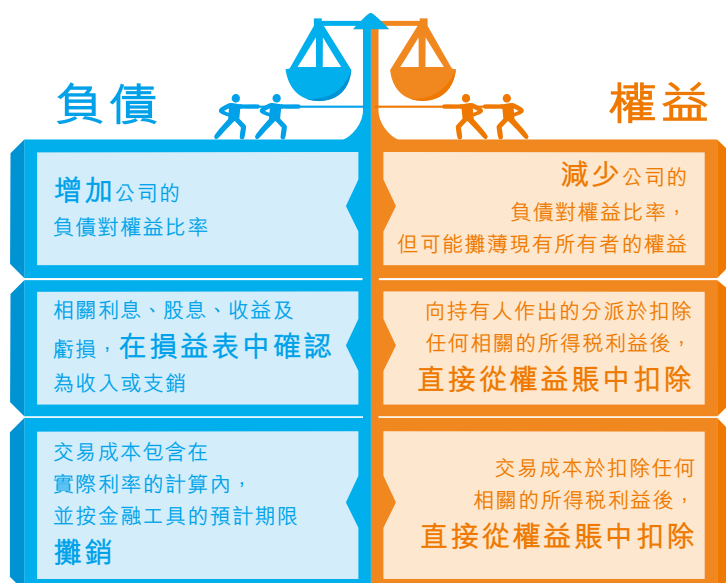 負債
權益
增加公司的
負債對權益比率
減少公司的
負債對權益比率，
但可能攤薄現有所有者的權益
相關利息、股息、收益及
虧損，在損益表中確認
為收入或支銷
向持有人作出的分派於扣除
任何相關的所得稅利益後，
直接從權益賬中扣除
交易成本包含在
實際利率的計算內，
並按金融工具的預計期限
攤銷
交易成本於扣除任何
相關的所得稅利益後，
直接從權益賬中扣除